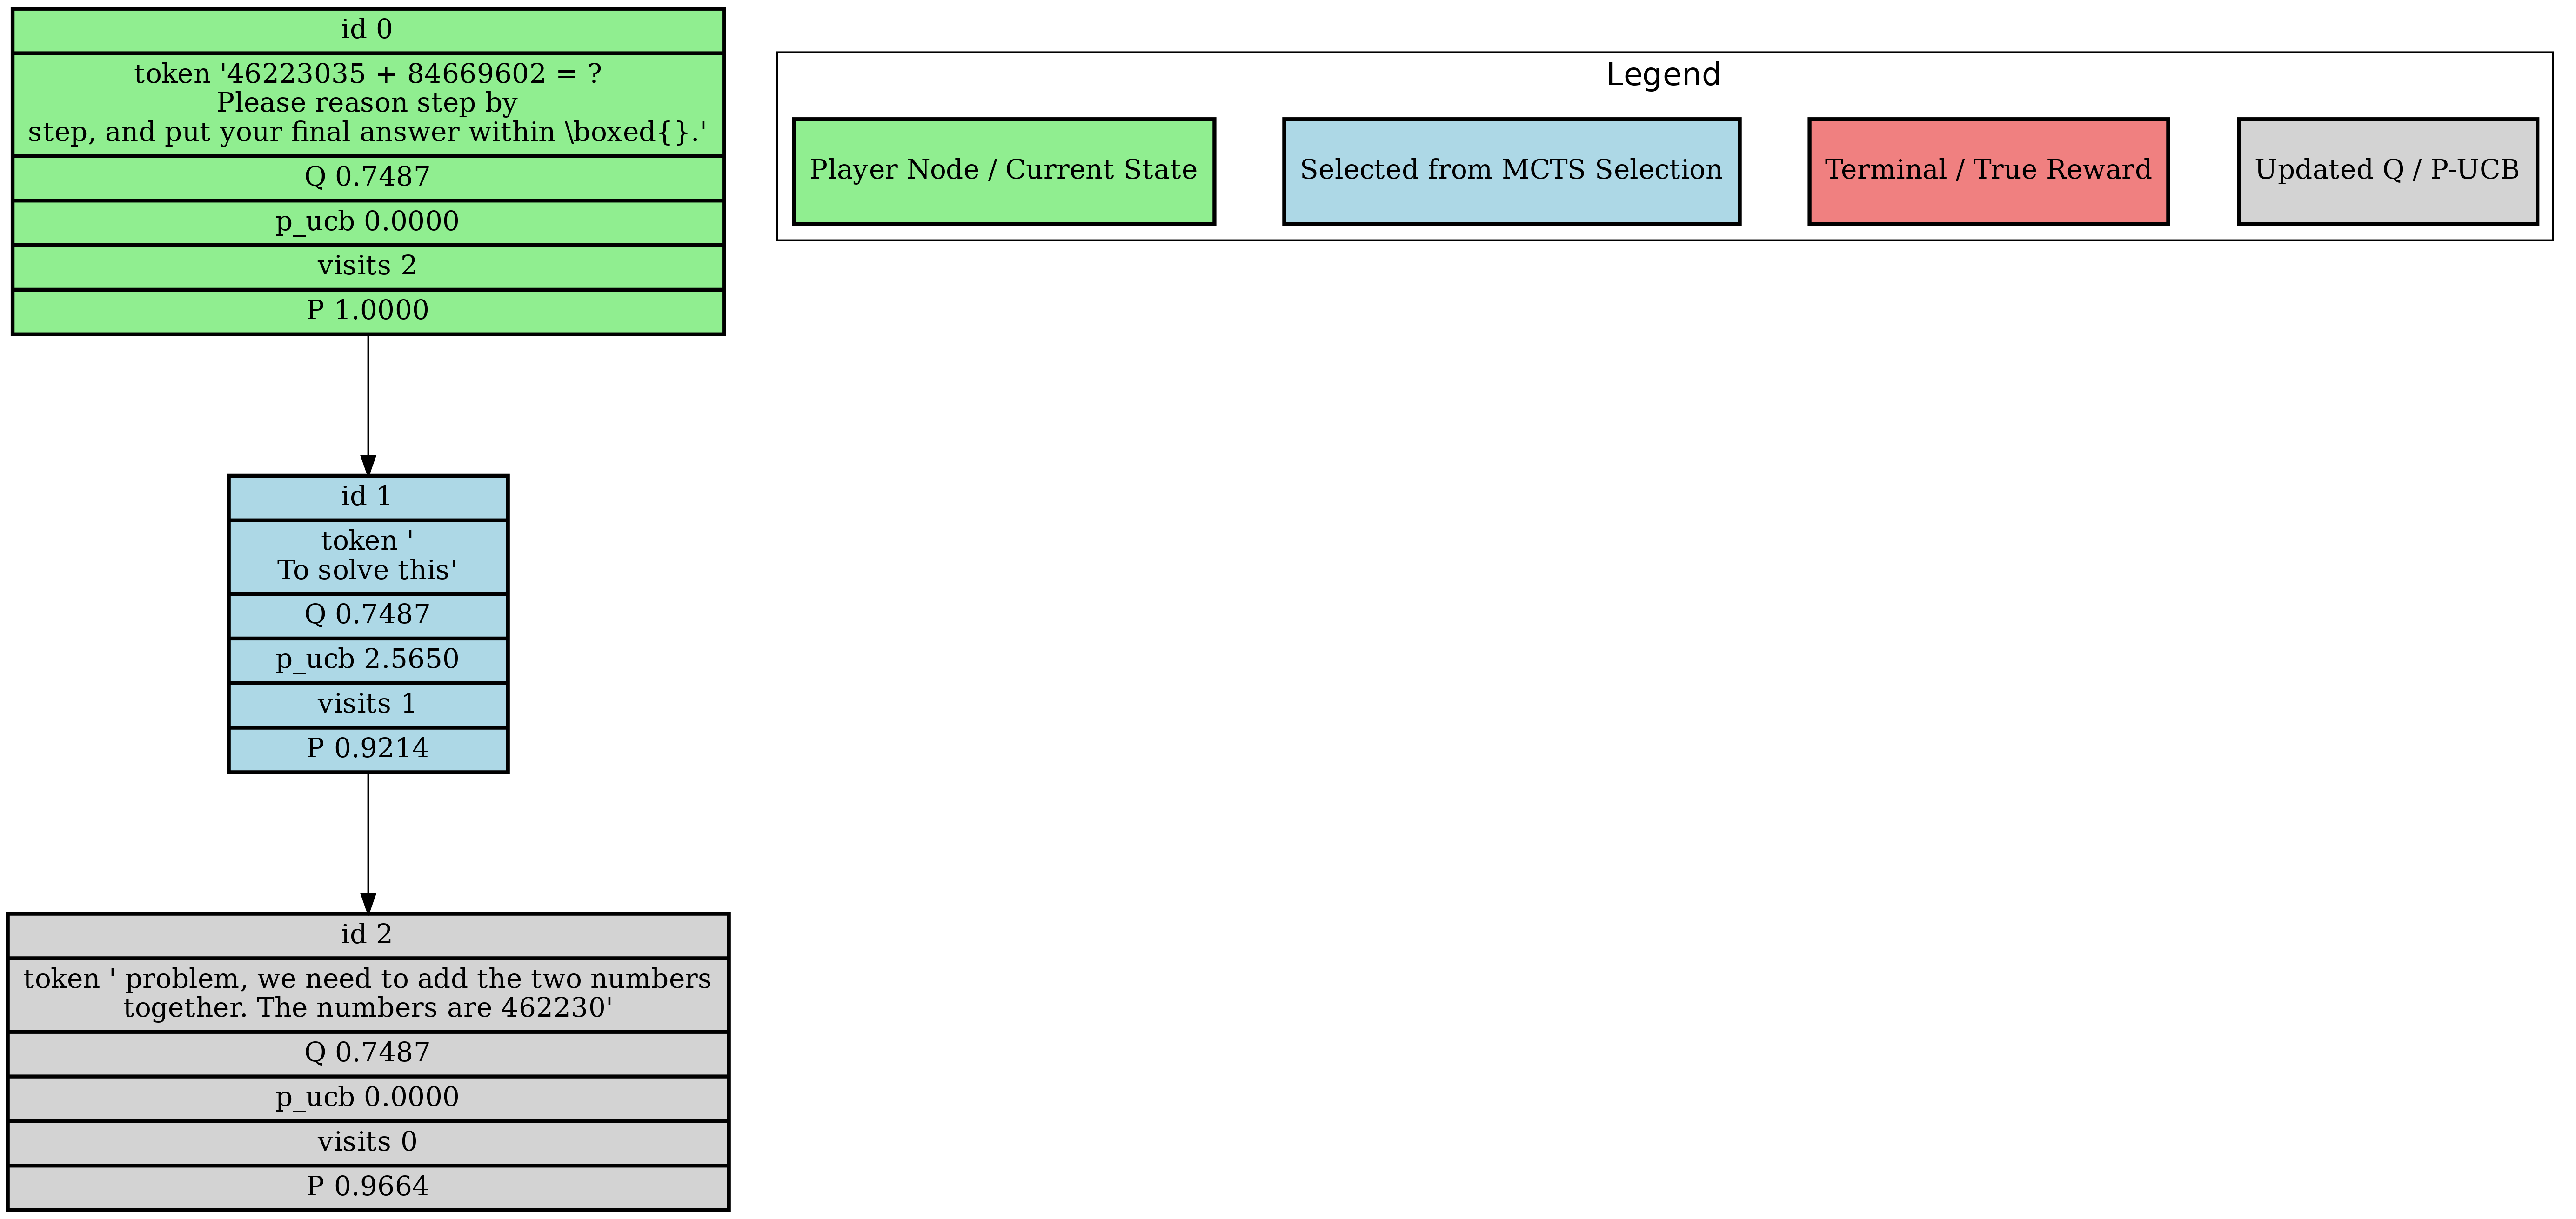 id 0
token '46223035 + 84669602 = ?
Please reason step by
step, and put your final answer within \boxed{}.'
Q 0.7487
p_ucb 0.0000
visits 2
P 1.0000
Legend
Player Node / Current State
Selected from MCTS Selection
Terminal / True Reward
Updated Q / P-UCB
id 1
token '
To solve this'
Q 0.7487
p_ucb 2.5650
visits 1
P 0.9214
id 2
token ' problem, we need to add the two numbers
together. The numbers are 462230'
Q 0.7487
p_ucb 0.0000
visits 0
P 0.9664